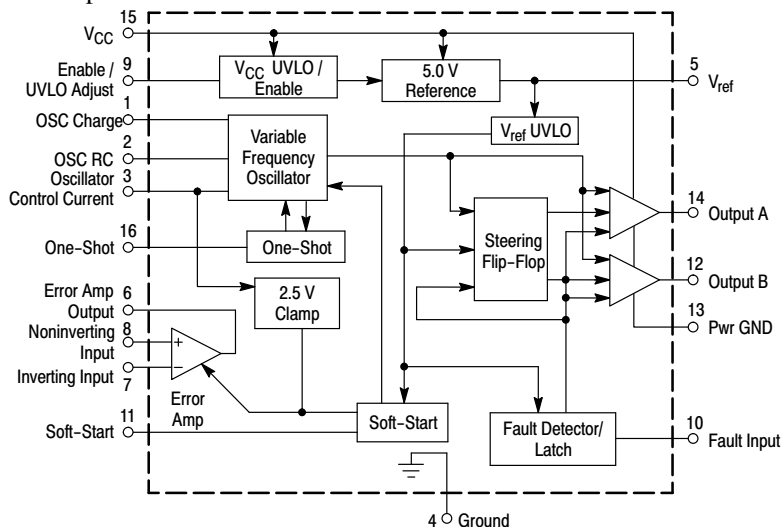 15
VCC
Enable /
UVLO Adjust
9
1
OSC Charge
2
OSC RC
Oscillator
3
Control Current
16
One-Shot
Error Amp
6
Output
Noninverting
8
Input
Inverting Input
7
11
Soft-Start
VCC UVLO /
Enable
5.0 V
Reference
5
Vref
Vref UVLO
Variable
Frequency
Oscillator
One-Shot
2.5 V
Clamp
+
−
Error
Amp
Soft-Start
Steering
Flip-Flop
14
Output A
12
Output B
13
Pwr GND
Fault Detector/
Latch
10
Fault Input
4 Ground